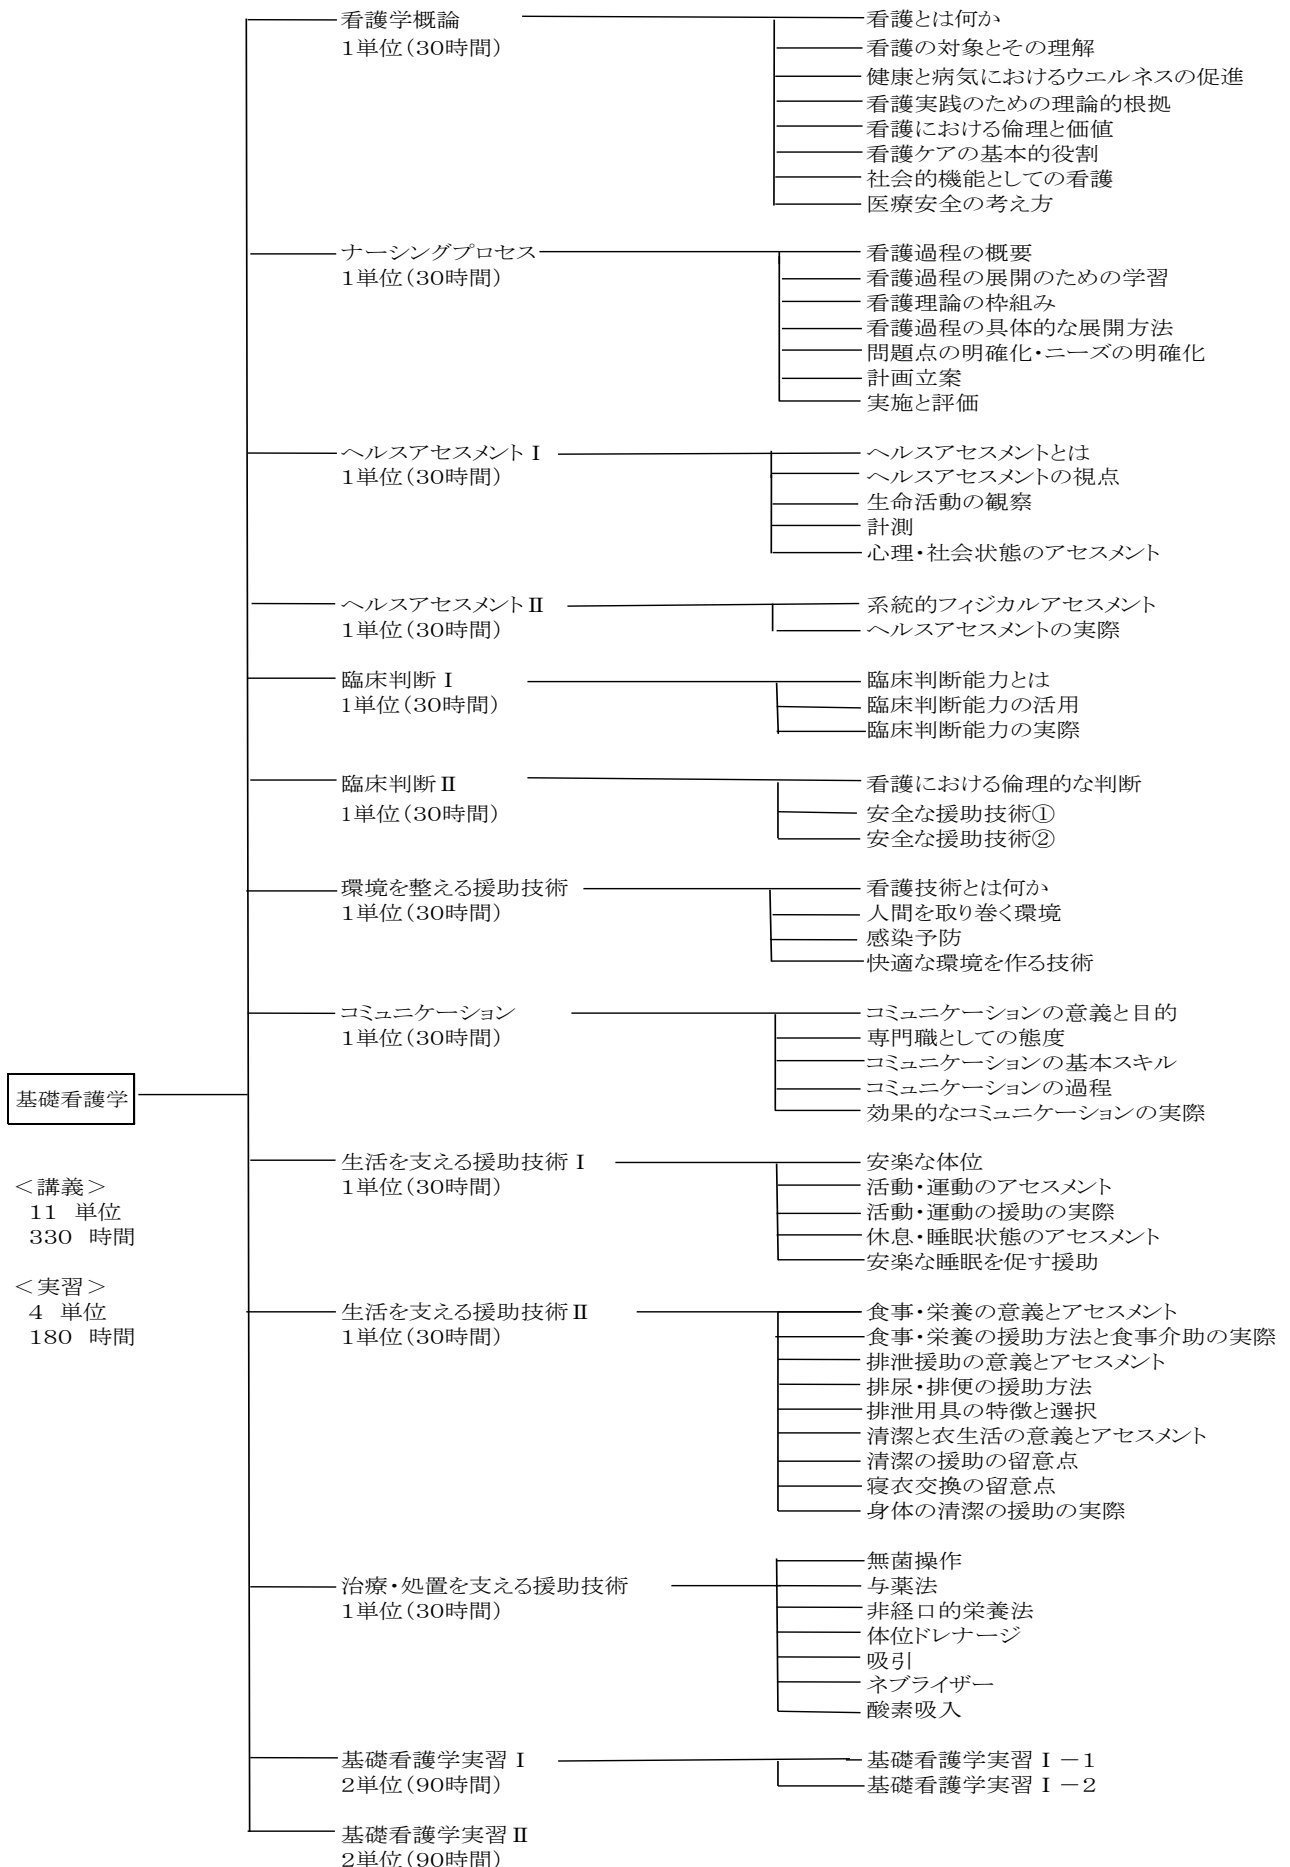 看護学概論
1単位(30時間)
看護とは何か
看護の対象とその理解
健康と病気におけるウエルネスの促進
看護実践のための理論的根拠
看護における倫理と価値
看護ケアの基本的役割
社会的機能としての看護
医療安全の考え方
ナーシングプロセス
1単位(30時間)
看護過程の概要
看護過程の展開のための学習
看護理論の枠組み
看護過程の具体的な展開方法
問題点の明確化・ニーズの明確化
計画立案
実施と評価
ヘルスアセスメントⅠ
1単位(30時間)
ヘルスアセスメントとは
ヘルスアセスメントの視点
生命活動の観察
計測
心理・社会状態のアセスメント
ヘルスアセスメントⅡ
1単位(30時間)
系統的フィジカルアセスメント
ヘルスアセスメントの実際
臨床判断Ⅰ
1単位(30時間)
臨床判断能力とは
臨床判断能力の活用
臨床判断能力の実際
臨床判断Ⅱ
1単位(30時間)
看護における倫理的な判断
安全な援助技術①
安全な援助技術②
環境を整える援助技術
1単位(30時間)
看護技術とは何か
人間を取り巻く環境
感染予防
快適な環境を作る技術
コミュニケーション
1単位(30時間)
コミュニケーションの意義と目的
専門職としての態度
コミュニケーションの基本スキル
コミュニケーションの過程
効果的なコミュニケーションの実際
基礎看護学
<講義>
11 単位
330 時間
<実習>
4 単位
180 時間
生活を支える援助技術Ⅰ
1単位(30時間)
安楽な体位
活動・運動のアセスメント
活動・運動の援助の実際
休息・睡眠状態のアセスメント
安楽な睡眠を促す援助
生活を支える援助技術Ⅱ
1単位(30時間)
食事・栄養の意義とアセスメント
食事・栄養の援助方法と食事介助の実際
排泄援助の意義とアセスメント
排尿・排便の援助方法
排泄用具の特徴と選択
清潔と衣生活の意義とアセスメント
清潔の援助の留意点
寝衣交換の留意点
身体の清潔の援助の実際
治療・処置を支える援助技術
1単位(30時間)
無菌操作
与薬法
非経口的栄養法
体位ドレナージ
吸引
ネブライザー
酸素吸入
基礎看護学実習Ⅰ
2単位(90時間)
基礎看護学実習Ⅰ－1
基礎看護学実習Ⅰ－2
基礎看護学実習Ⅱ
2単位(90時間)